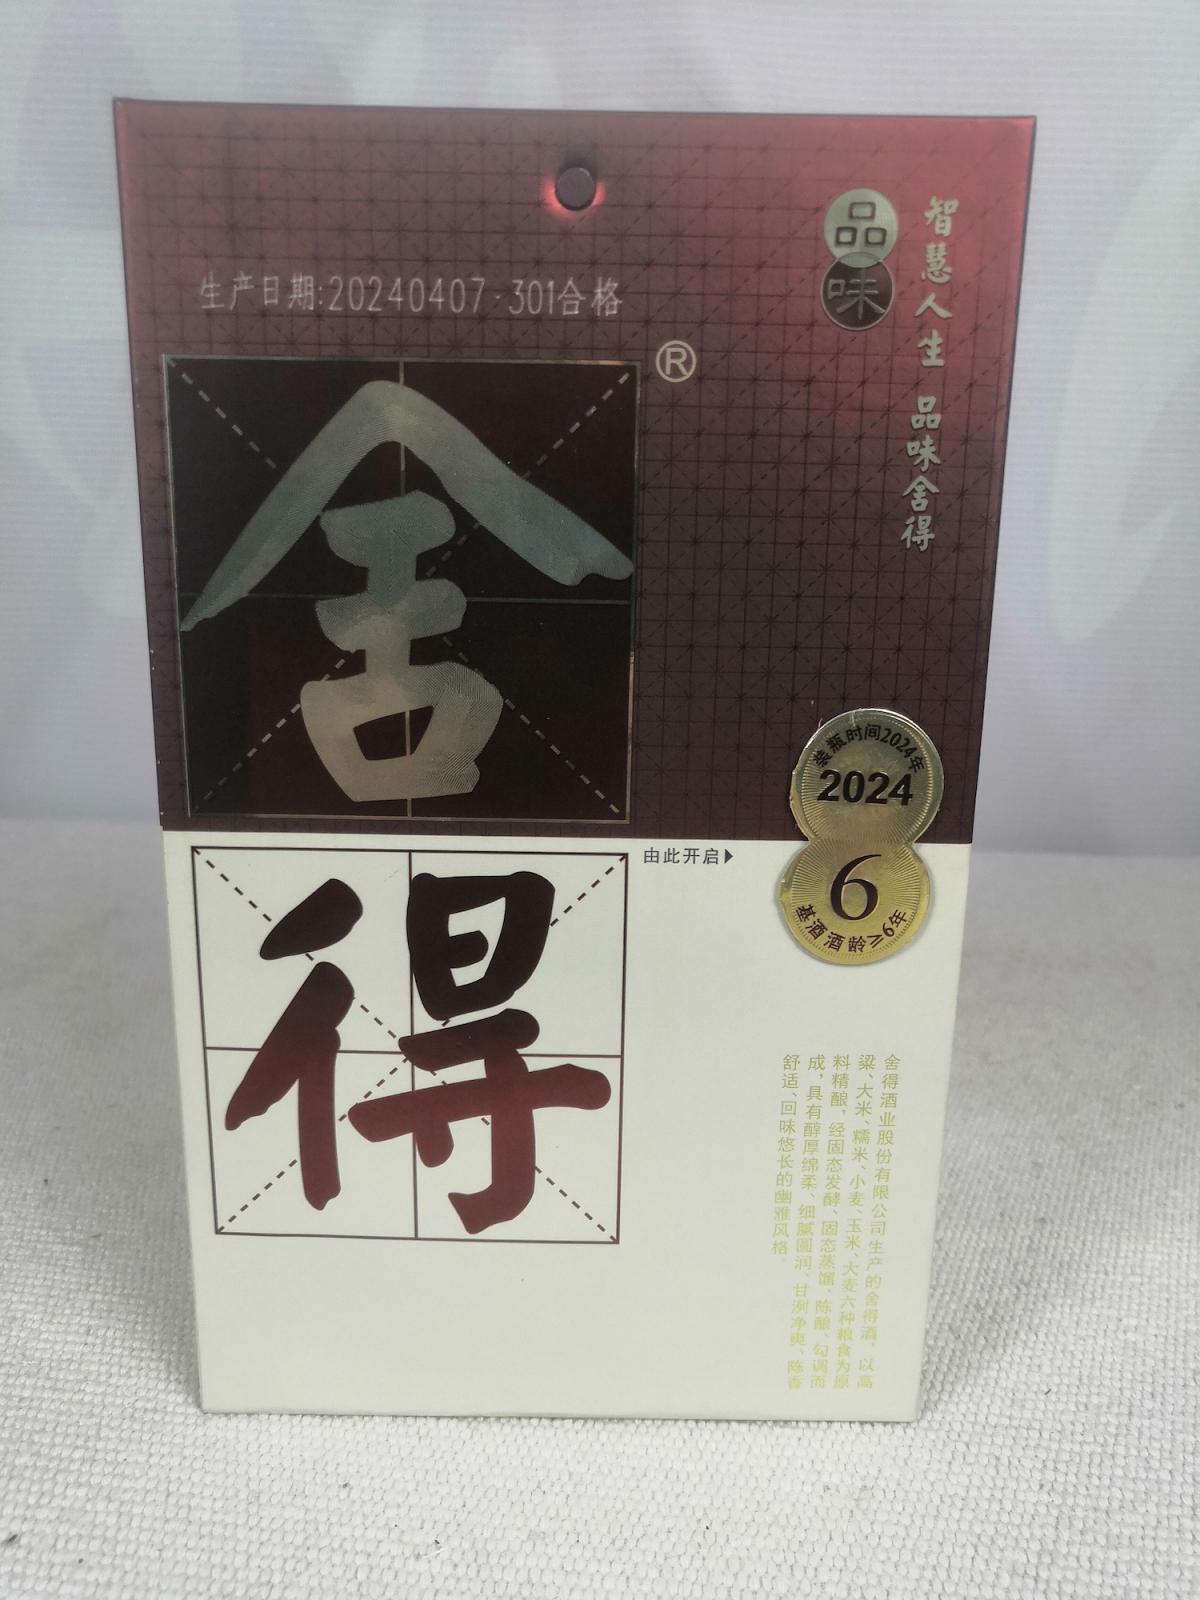 生产日期:20240407·301合格
品味
智慧人生 品味舍得
舍®
得
由此开启▶
装瓶时间2024年
2024
6
基酒酒龄≥6年
舍得酒业股份有限公司生产的舍得酒，以高
粱、大米、糯米、小麦、玉米、大麦六种粮食为原
料精酿，经固态发酵、固态蒸馏、陈酿、勾调而
成，具有醇厚绵柔、细腻圆润、甘洌净爽、陈香
舒适、回味悠长的幽雅风格。